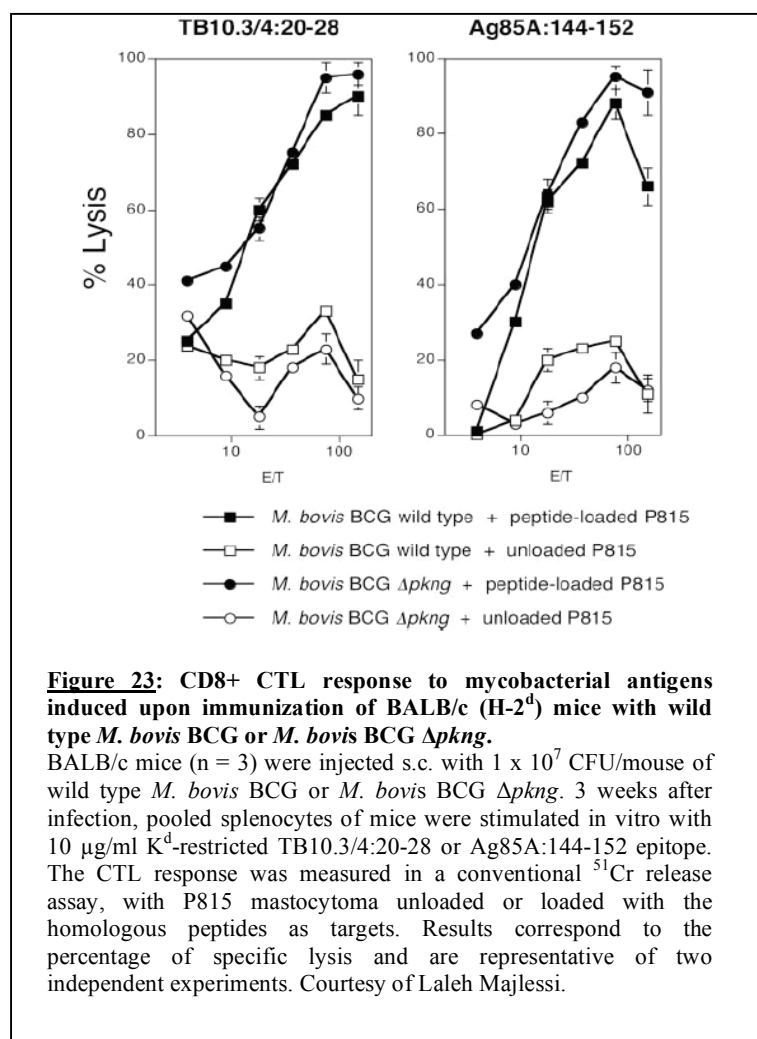 TB10.3/4:20-28 Ag85A:144-152
100 100
80 80
60 60
40 40
20 20
0 0
% Lysis
10 100 10 100
E/T E/T
M. bovis BCG wild type + peptide-loaded P815
M. bovis BCG wild type + unloaded P815
M. bovis BCG Δpkng + peptide-loaded P815
M. bovis BCG Δpkng + unloaded P815
Figure 23: CD8+ CTL response to mycobacterial antigens
induced upon immunization of BALB/c (H-2ᵈ) mice with wild
type M. bovis BCG or M. bovis BCG Δpkng.
BALB/c mice (n = 3) were injected s.c. with 1 x 10⁷ CFU/mouse of
wild type M. bovis BCG or M. bovis BCG Δpkng. 3 weeks after
infection, pooled splenocytes of mice were stimulated in vitro with
10 µg/ml Kᵈ-restricted TB10.3/4:20-28 or Ag85A:144-152 epitope.
The CTL response was measured in a conventional ⁵¹Cr release
assay, with P815 mastocytoma unloaded or loaded with the
homologous peptides as targets. Results correspond to the
percentage of specific lysis and are representative of two
independent experiments. Courtesy of Laleh Majlessi.